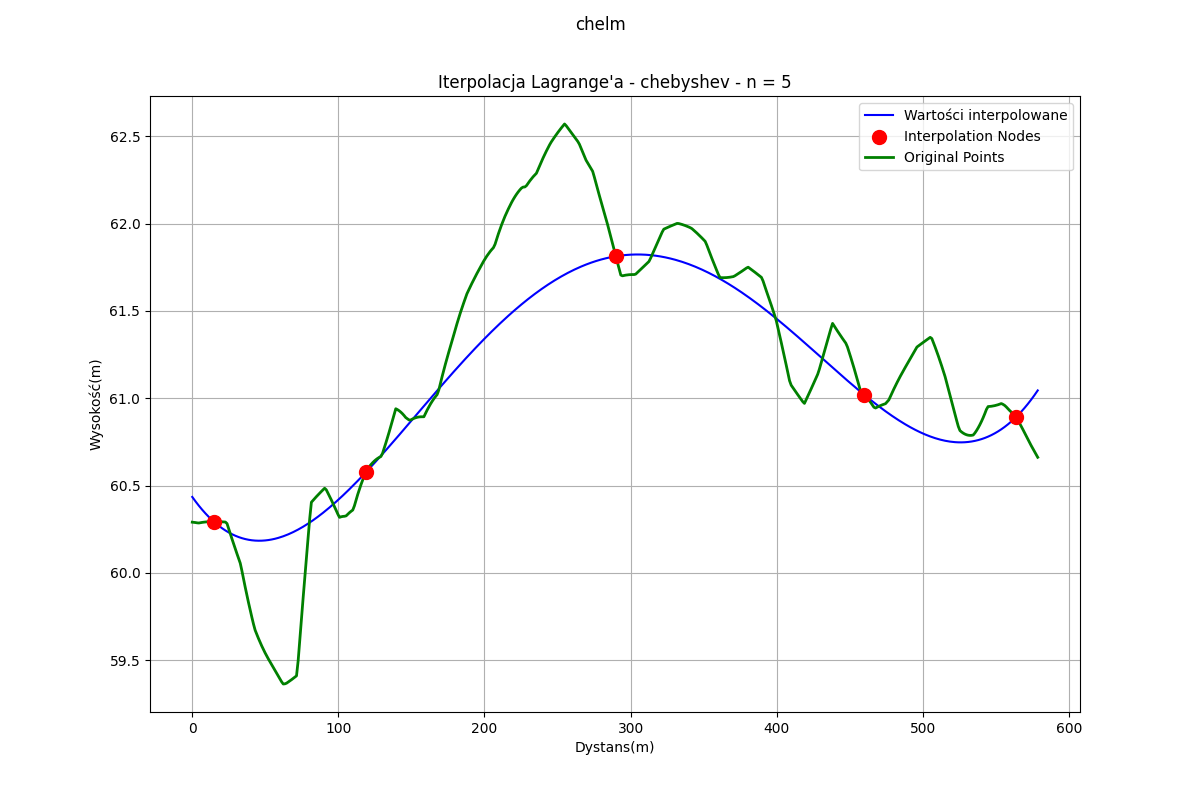 chelm
Iterpolacja Lagrange'a - chebyshev - n = 5
Wartości interpolowane
Interpolation Nodes
Original Points
62.5
62.0
61.5
61.0
60.5
60.0
59.5
Wysokość(m)
0 100 200 300 400 500 600
Dystans(m)